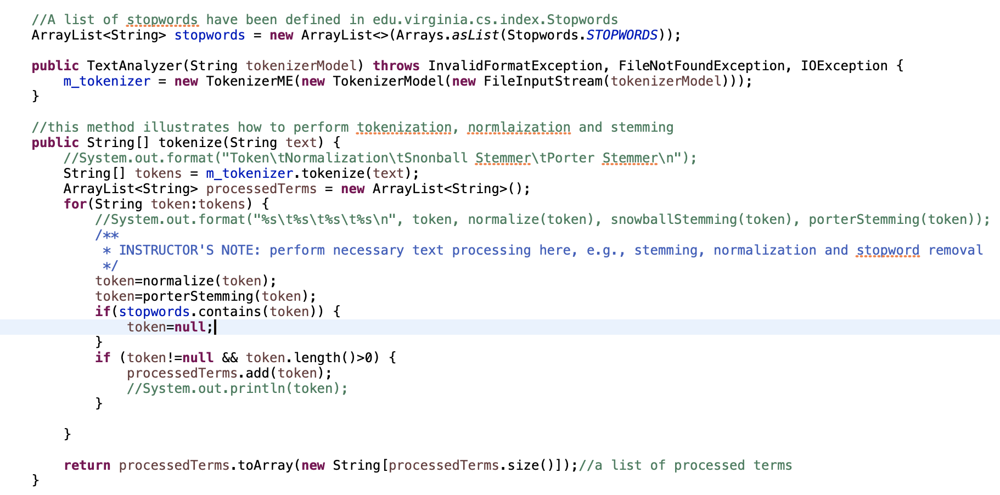 //A list of stopwords have been defined in edu.virginia.cs.index.Stopwords
ArrayList<String> stopwords = new ArrayList<>(Arrays.asList(Stopwords.STOPWORDS));
public TextAnalyzer(String tokenizerModel) throws InvalidFormatException, FileNotFoundException, IOException {
m_tokenizer = new TokenizerME(new TokenizerModel(new FileInputStream(tokenizerModel)));
}
//this method illustrates how to perform tokenization, normlaization and stemming
public String[] tokenize(String text) {
//System.out.format("Token\tNormalization\tSnonball Stemmer\tPorter Stemmer\n");
String[] tokens = m_tokenizer.tokenize(text);
ArrayList<String> processedTerms = new ArrayList<String>();
for(String token:tokens) {
//System.out.format("%s\t%s\t%s\t%s\n", token, normalize(token), snowballStemming(token), porterStemming(token));
/**
* INSTRUCTOR'S NOTE: perform necessary text processing here, e.g., stemming, normalization and stopword removal
*/
token=normalize(token);
token=porterStemming(token);
if(stopwords.contains(token)) {
token=null;
}
if (token!=null && token.length()>0) {
processedTerms.add(token);
//System.out.println(token);
}
}
return processedTerms.toArray(new String[processedTerms.size()]);//a list of processed terms
}